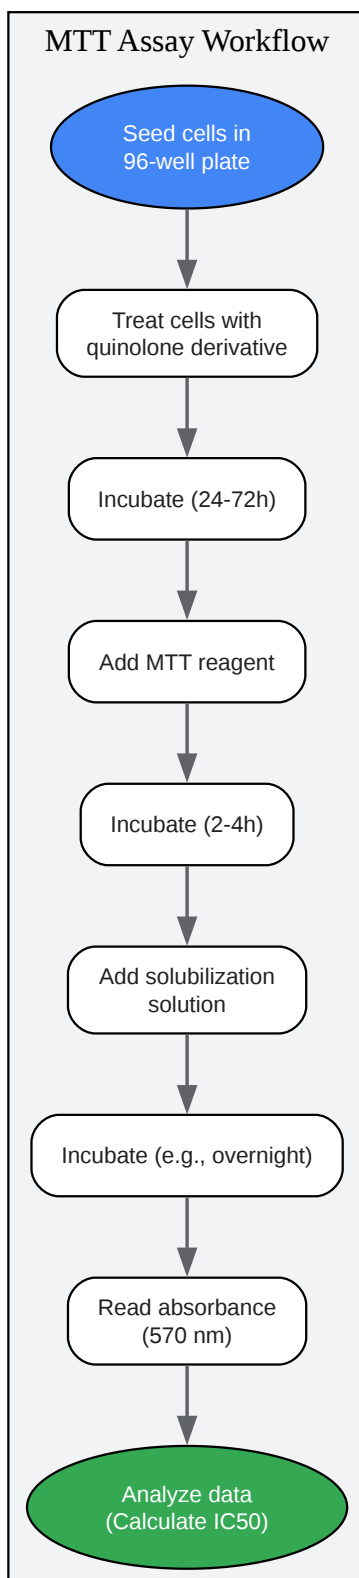 MTT Assay Workflow
Seed cells in
96-well plate
Treat cells with
quinolone derivative
Incubate (24-72h)
Add MTT reagent
Incubate (2-4h)
Add solubilization
solution
Incubate (e.g., overnight)
Read absorbance
(570 nm)
Analyze data
(Calculate IC50)